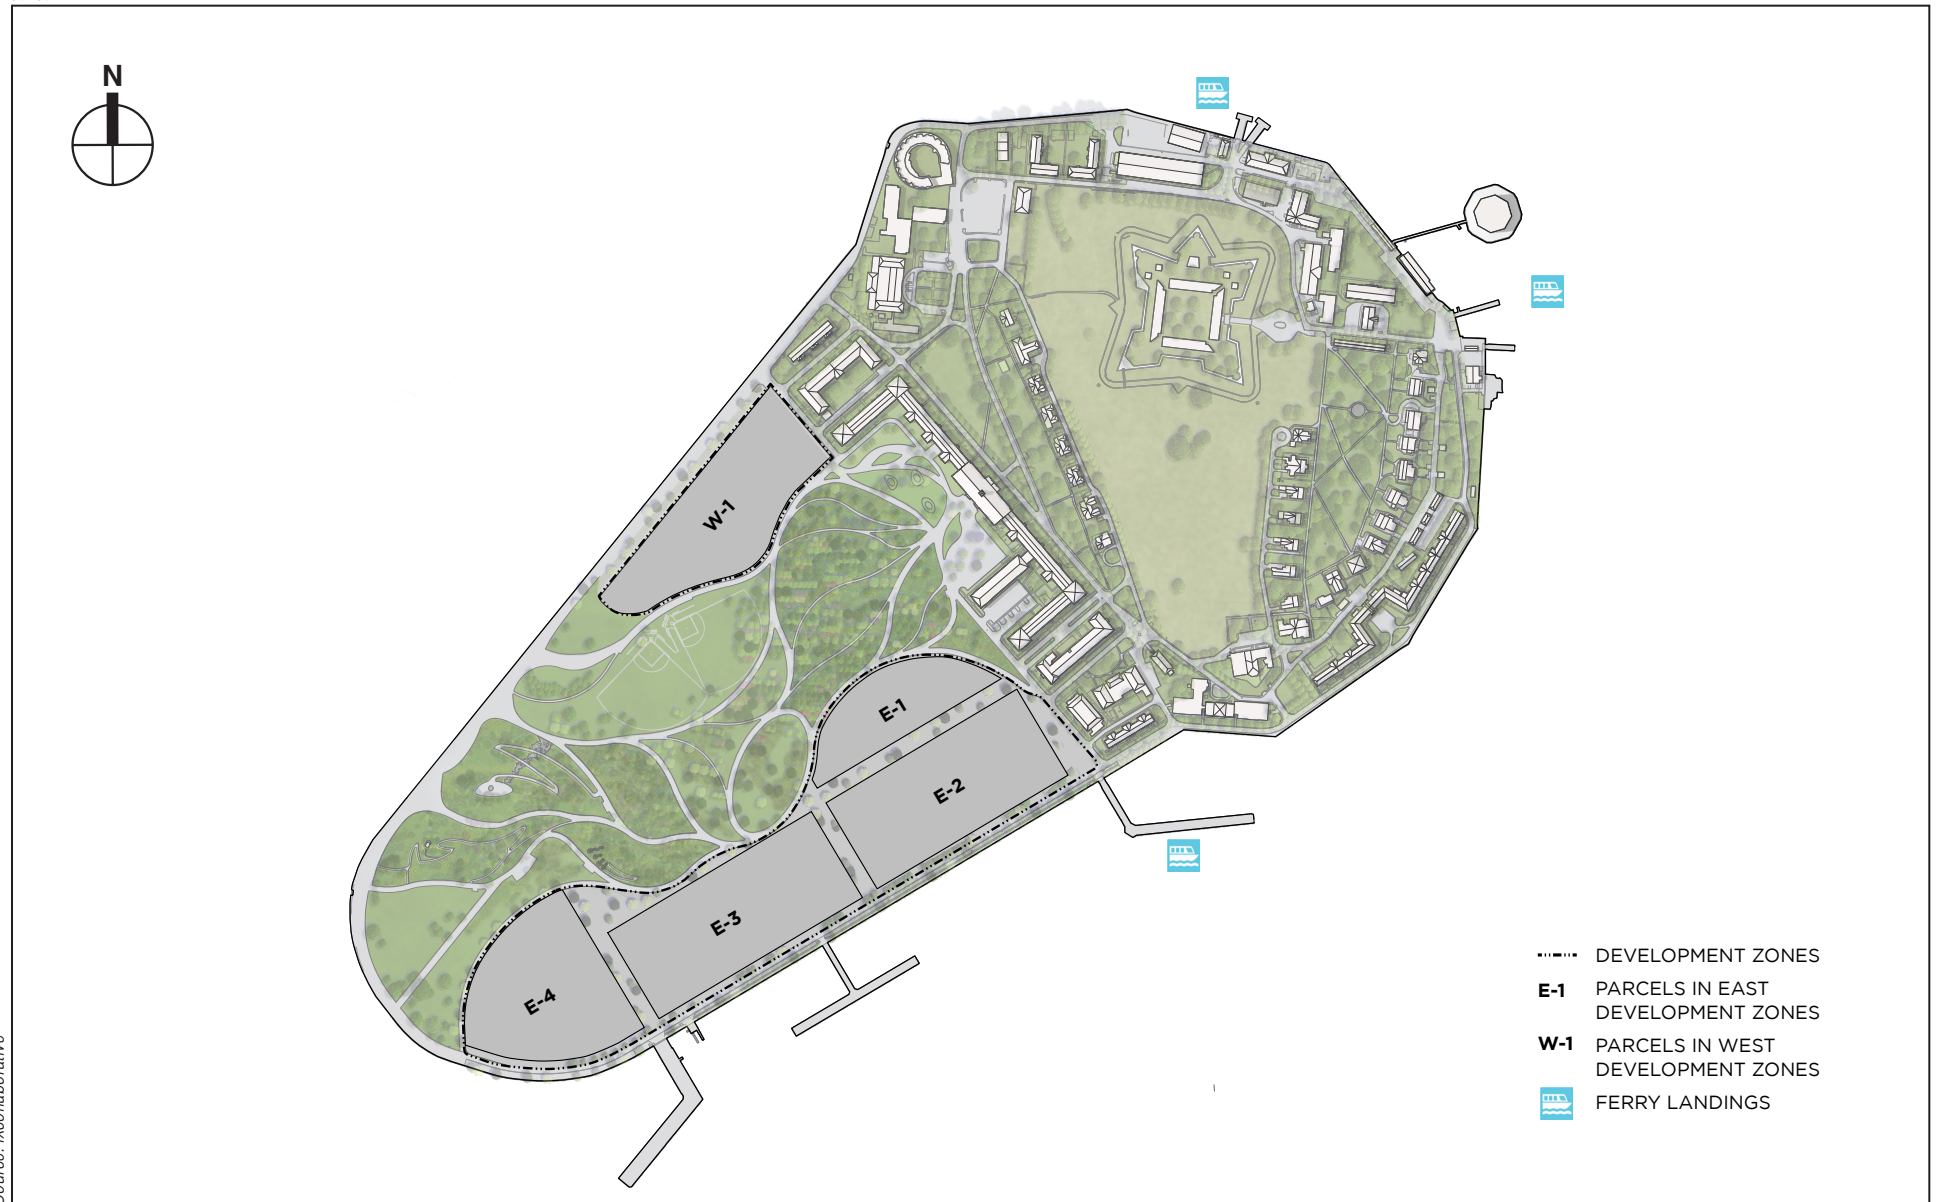 N
W-1
E-1
E-2
E-3
E-4
DEVELOPMENT ZONES
E-1 PARCELS IN EAST
DEVELOPMENT ZONES
W-1 PARCELS IN WEST
DEVELOPMENT ZONES
FERRY LANDINGS